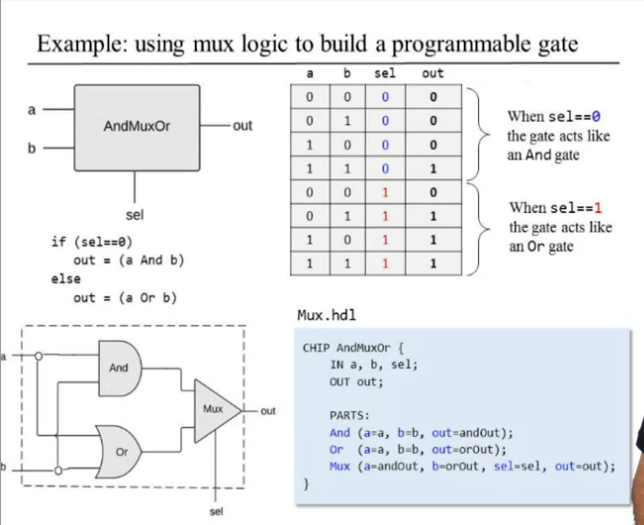 Example: using mux logic to build a programmable gate
a
b
AndMuxOr
out
sel
if (sel==0)
out = (a And b)
else
out = (a Or b)
a b sel out
0 0 0 0
0 1 0 0
1 0 0 0
1 1 0 1
0 0 1 0
0 1 1 1
1 0 1 1
1 1 1 1
When sel==0
the gate acts like
an And gate
When sel==1
the gate acts like
an Or gate
a
b
And
Or
Mux
out
sel
Mux.hdl
CHIP AndMuxOr {
IN a, b, sel;
OUT out;
PARTS:
And (a=a, b=b, out=andOut);
Or (a=a, b=b, out=orOut);
Mux (a=andOut, b=orOut, sel=sel, out=out);
}